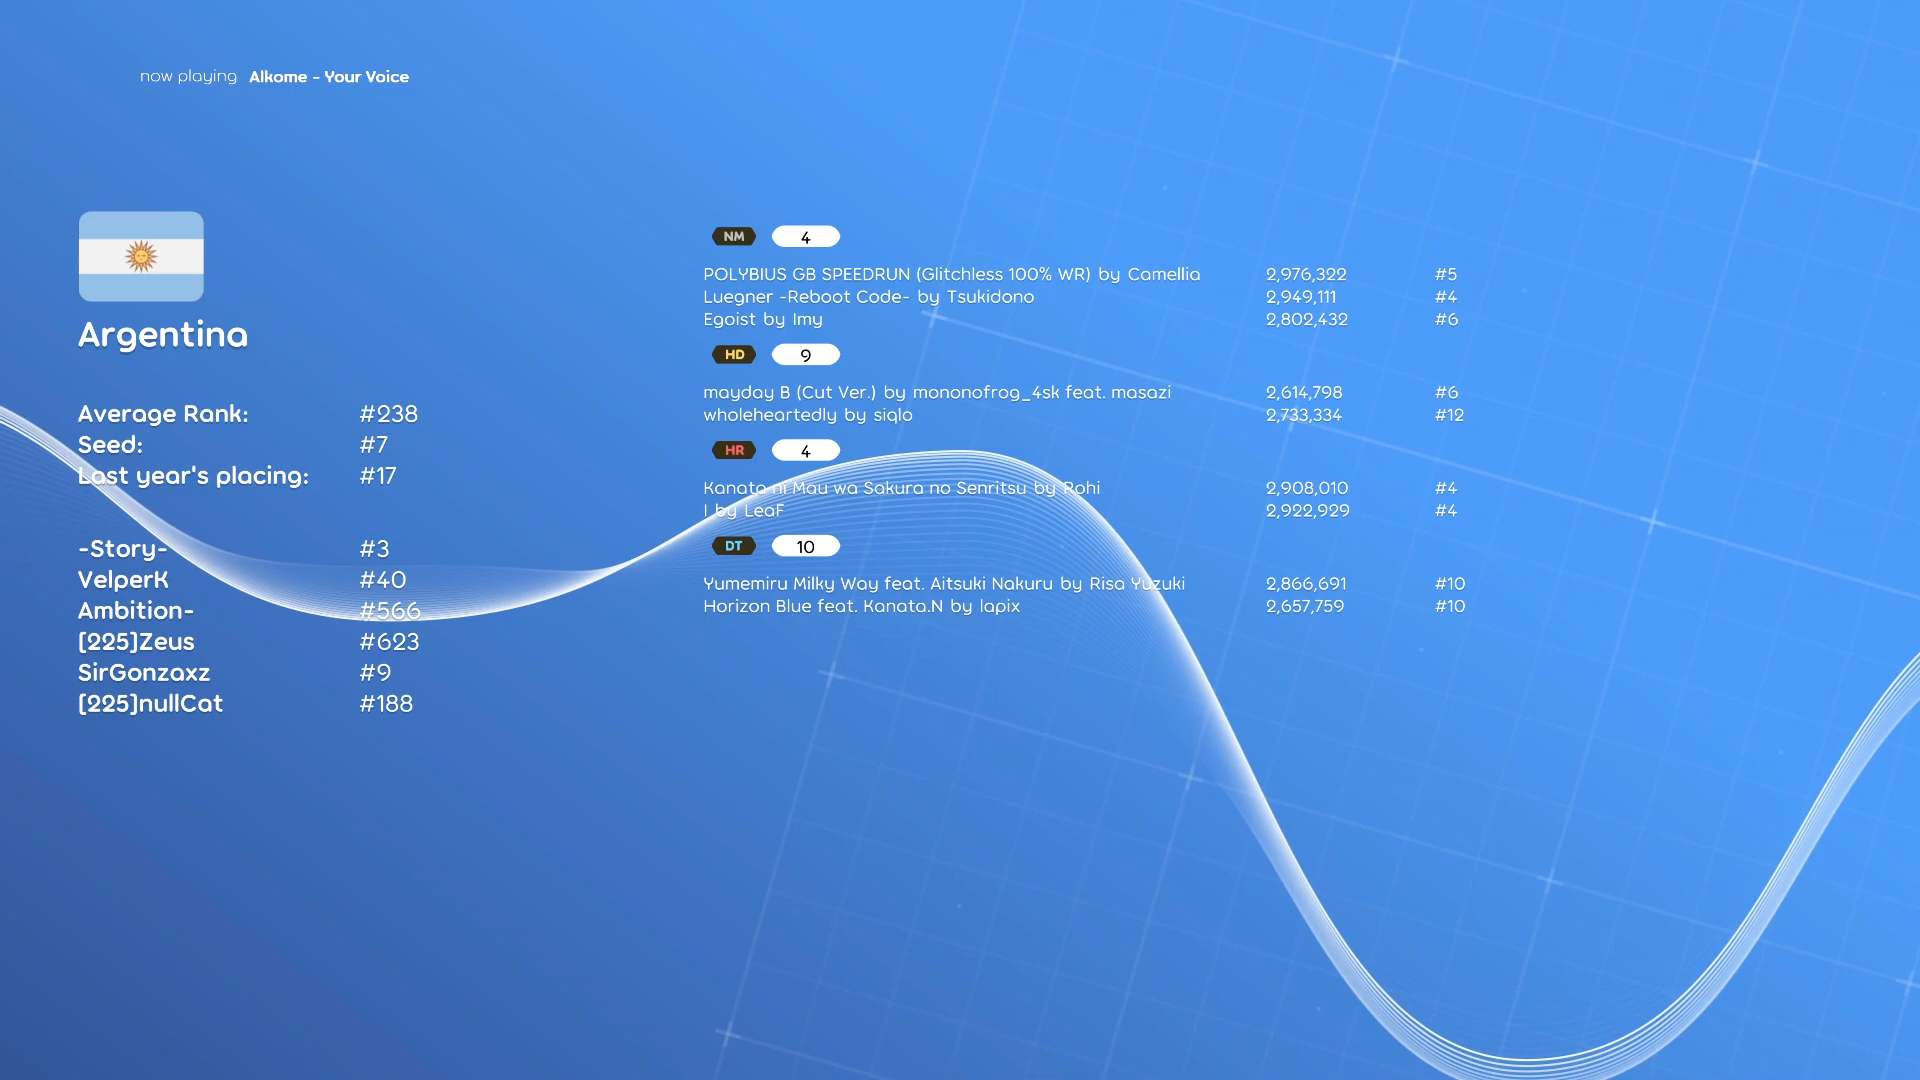 now playing Alkome - Your Voice
Argentina
Average Rank: #238
Seed: #7
Last year's placing: #17
-Story- #3
VelperK #40
Ambition- #566
[225]Zeus #623
SirGonzaxz #9
[225]nullCat #188
NM 4
POLYBIUS GB SPEEDRUN (Glitchless 100% WR) by Camellia 2,976,322 #5
Luegner -Reboot Code- by Tsukidono 2,949,111 #4
Egoist by Imy 2,802,432 #6
HD 9
mayday B (Cut Ver.) by mononofrog_4sk feat. masazi 2,614,798 #6
wholeheartedly by siqlo 2,733,334 #12
HR 4
Kanata ni Mau wa Sakura no Senritsu by Rohi 2,908,010 #4
I by LeaF 2,922,929 #4
DT 10
Yumemiru Milky Way feat. Aitsuki Nakuru by Risa Yuzuki 2,866,691 #10
Horizon Blue feat. Kanata.N by lapix 2,657,759 #10